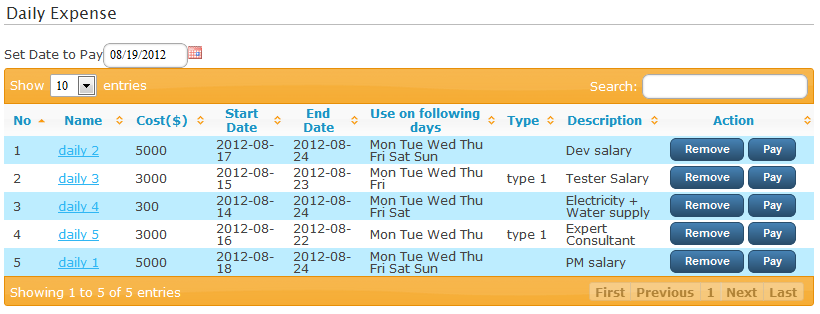 Daily Expense
Set Date to Pay 08/19/2012
Show 10 entries Search:
No Name Cost($) Start Date End Date Use on following days Type Description Action
1 daily 2 5000 2012-08-17 2012-08-24 Mon Tue Wed Thu Fri Sat Sun Dev salary Remove Pay
2 daily 3 3000 2012-08-15 2012-08-23 Mon Tue Wed Thu Fri type 1 Tester Salary Remove Pay
3 daily 4 300 2012-08-14 2012-08-24 Mon Tue Wed Thu Fri Sat Electricity + Water supply Remove Pay
4 daily 5 3000 2012-08-16 2012-08-22 Mon Tue Wed Thu type 1 Expert Consultant Remove Pay
5 daily 1 5000 2012-08-18 2012-08-24 Mon Tue Wed Thu Fri Sat Sun PM salary Remove Pay
Showing 1 to 5 of 5 entries First Previous 1 Next Last